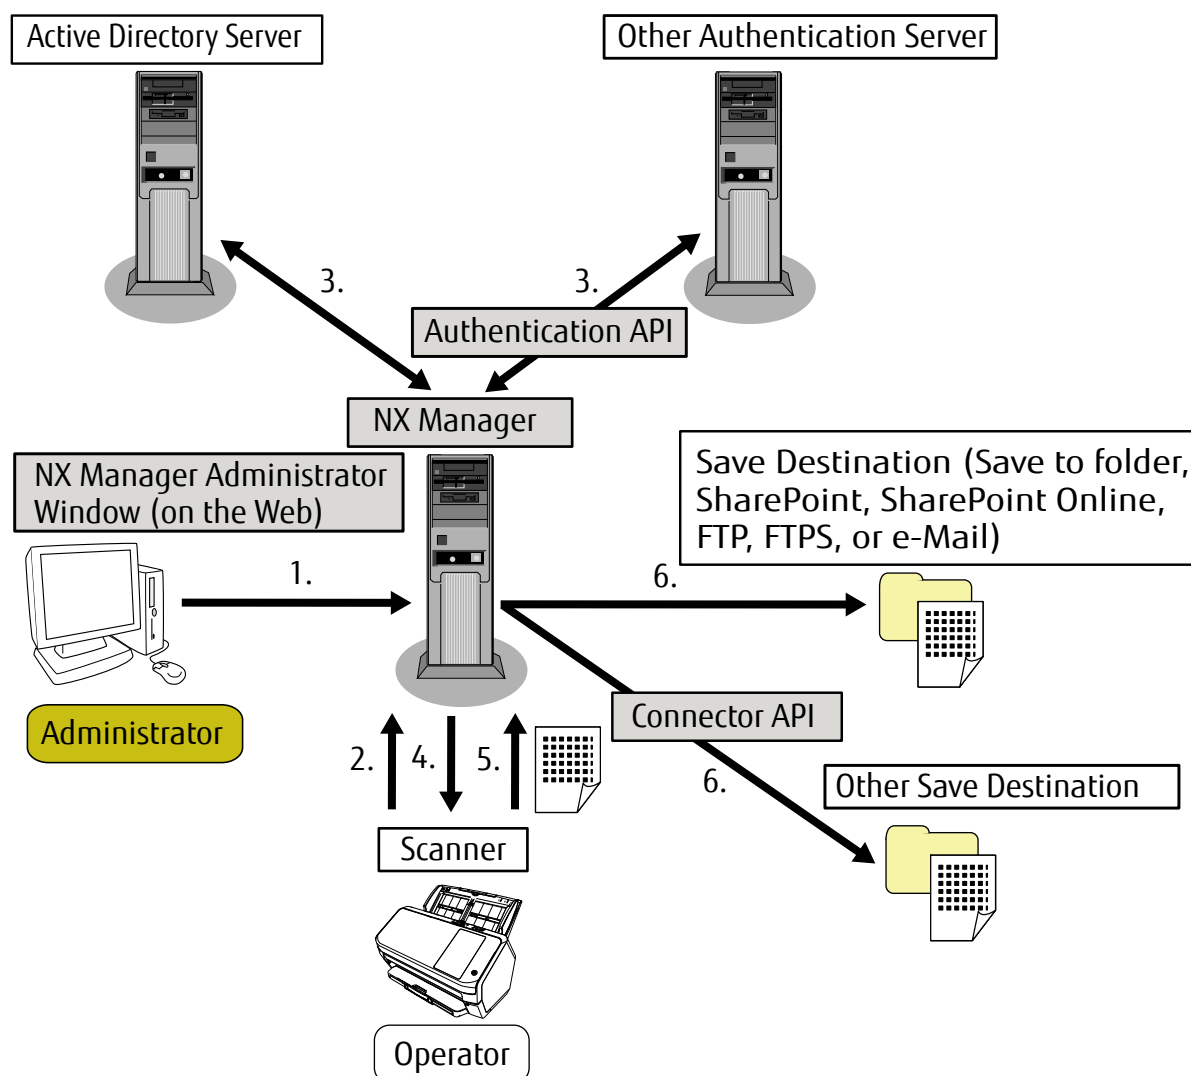 Active Directory Server
Other Authentication Server
3.
3.
Authentication API
NX Manager
NX Manager Administrator
Window (on the Web)
Save Destination (Save to folder,
SharePoint, SharePoint Online,
FTP, FTPS, or e-Mail)
1.
6.
Administrator
Connector API
2.
4.
5.
6.
Other Save Destination
Scanner
Operator